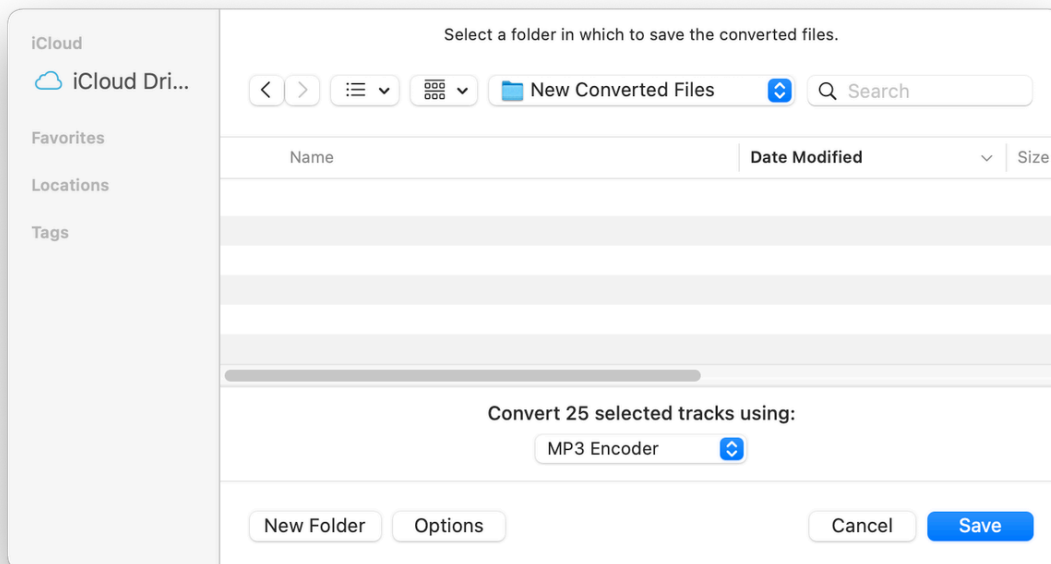 Select a folder in which to save the converted files.
iCloud
iCloud Dri...
Favorites
Locations
Tags
New Converted Files
Search
Name
Date Modified
Size
Convert 25 selected tracks using:
MP3 Encoder
New Folder
Options
Cancel
Save